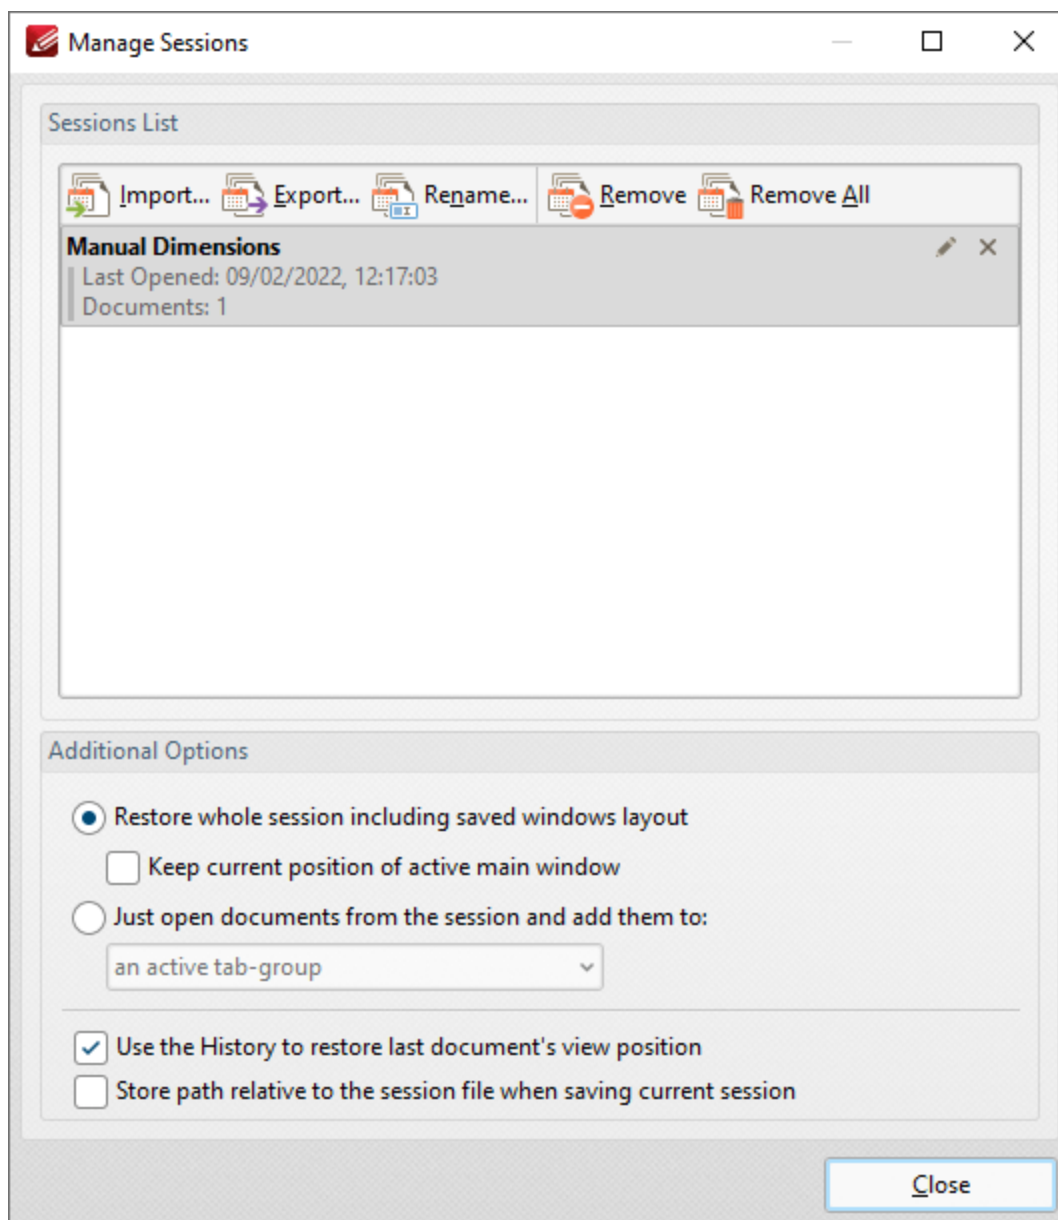 Manage Sessions
Sessions List
Import... Export... Rename... Remove Remove All
Manual Dimensions
Last Opened: 09/02/2022, 12:17:03
Documents: 1
Additional Options
Restore whole session including saved windows layout
Keep current position of active main window
Just open documents from the session and add them to:
an active tab-group
Use the History to restore last document's view position
Store path relative to the session file when saving current session
Close